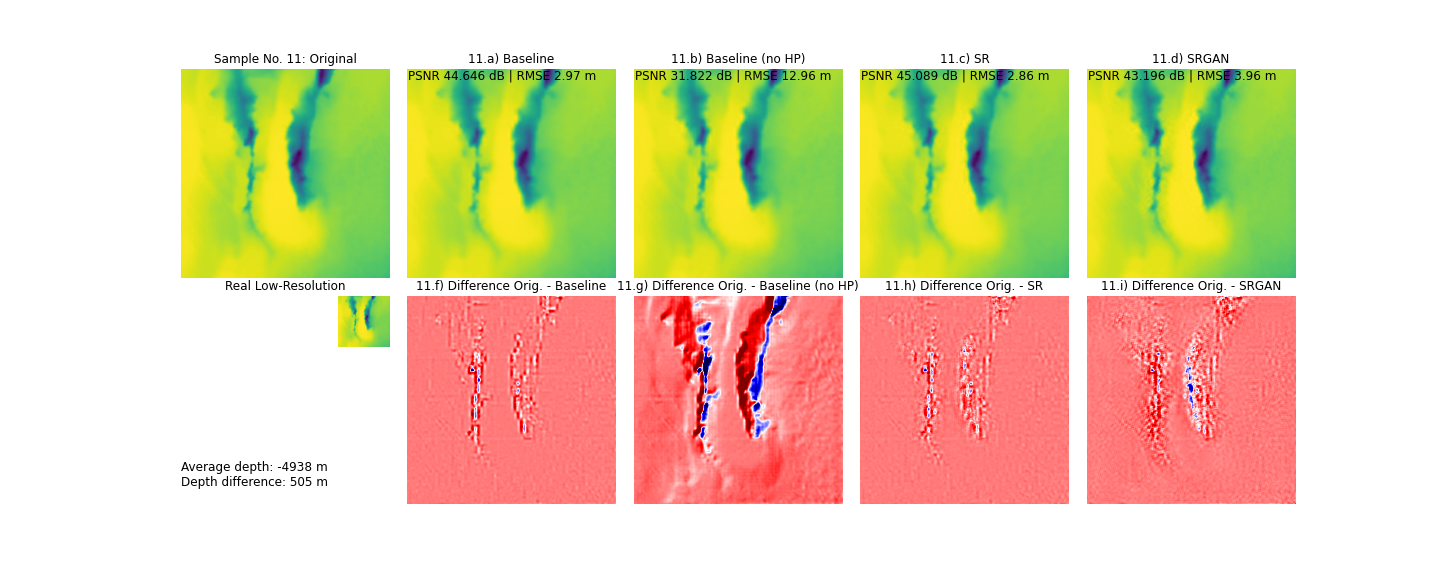 Sample No. 11: Original
11.a) Baseline
11.b) Baseline (no HP)
11.c) SR
11.d) SRGAN
PSNR 44.646 dB | RMSE 2.97 m
PSNR 31.822 dB | RMSE 12.96 m
PSNR 45.089 dB | RMSE 2.86 m
PSNR 43.196 dB | RMSE 3.96 m
Real Low-Resolution
11.f) Difference Orig. - Baseline
11.g) Difference Orig. - Baseline (no HP)
11.h) Difference Orig. - SR
11.i) Difference Orig. - SRGAN
Average depth: -4938 m
Depth difference: 505 m